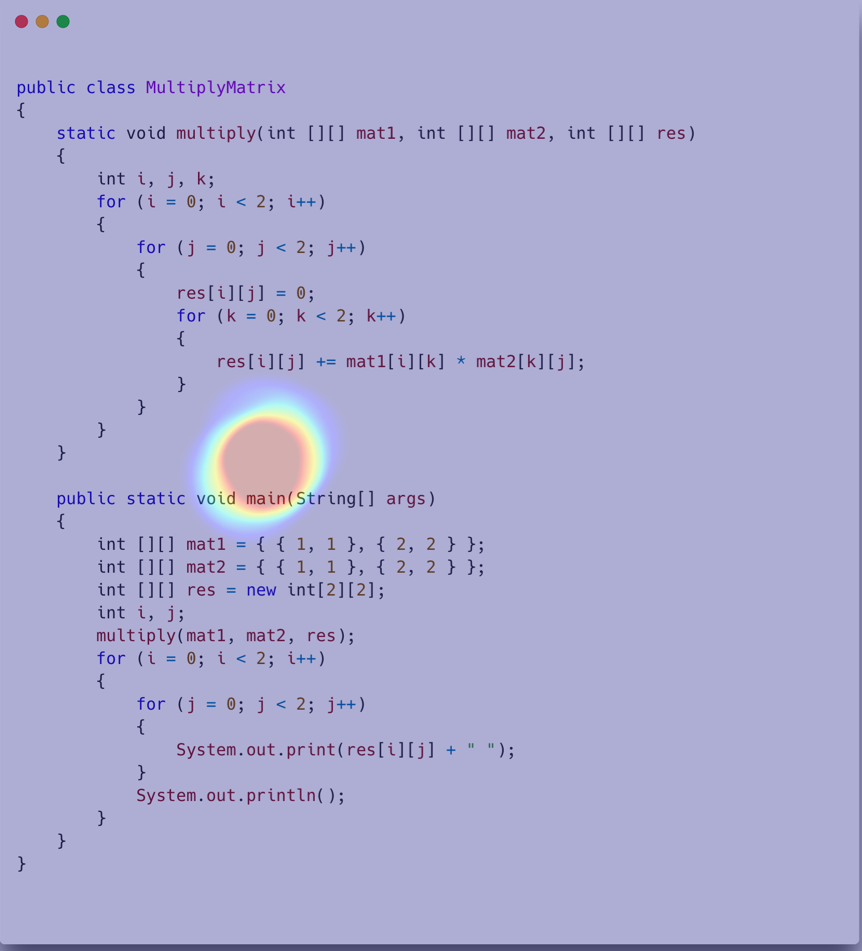 public class MultiplyMatrix
{
    static void multiply(int [][] mat1, int [][] mat2, int [][] res)
    {
        int i, j, k;
        for (i = 0; i < 2; i++)
        {
            for (j = 0; j < 2; j++)
            {
                res[i][j] = 0;
                for (k = 0; k < 2; k++)
                {
                    res[i][j] += mat1[i][k] * mat2[k][j];
                }
            }
        }
    }
    public static void main(String[] args)
    {
        int [][] mat1 = { { 1, 1 }, { 2, 2 } };
        int [][] mat2 = { { 1, 1 }, { 2, 2 } };
        int [][] res = new int[2][2];
        int i, j;
        multiply(mat1, mat2, res);
        for (i = 0; i < 2; i++)
        {
            for (j = 0; j < 2; j++)
            {
                System.out.print(res[i][j] + " ");
            }
            System.out.println();
        }
    }
}